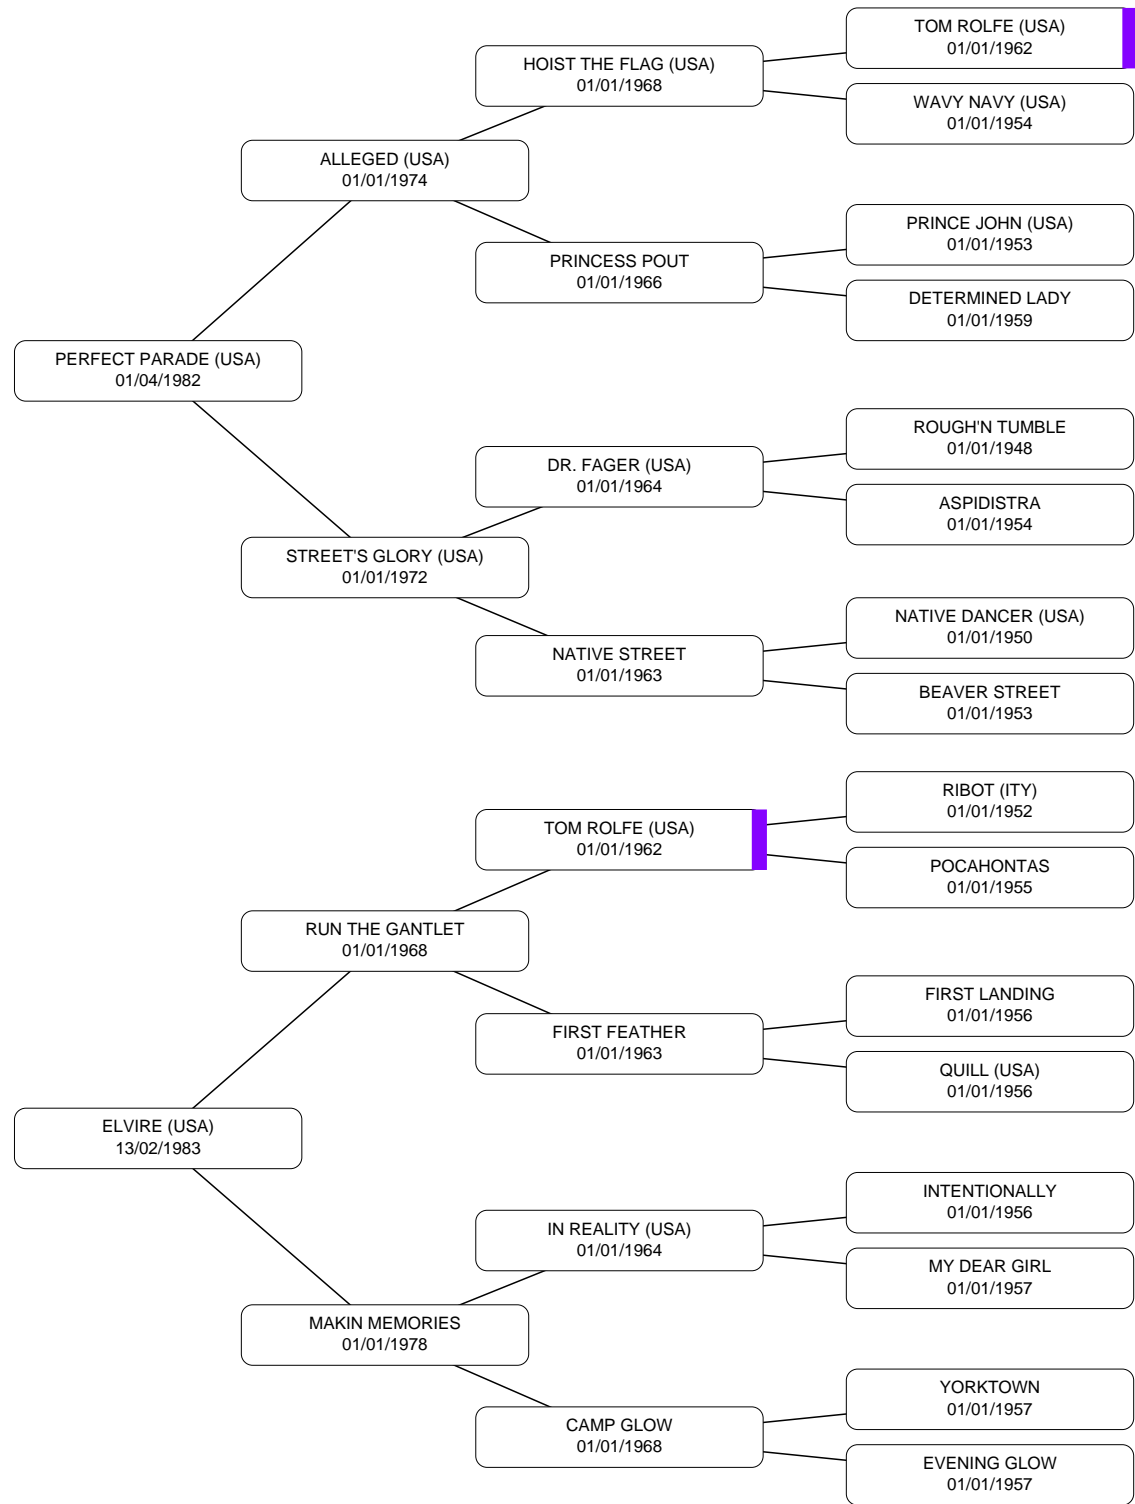 TOM ROLFE (USA)
01/01/1962
HOIST THE FLAG (USA)
01/01/1968
WAVY NAVY (USA)
01/01/1954
ALLEGED (USA)
01/01/1974
PRINCE JOHN (USA)
01/01/1953
PRINCESS POUT
01/01/1966
DETERMINED LADY
01/01/1959
PERFECT PARADE (USA)
01/04/1982
ROUGH'N TUMBLE
01/01/1948
DR. FAGER (USA)
01/01/1964
ASPIDISTRA
01/01/1954
STREET'S GLORY (USA)
01/01/1972
NATIVE DANCER (USA)
01/01/1950
NATIVE STREET
01/01/1963
BEAVER STREET
01/01/1953
RIBOT (ITY)
01/01/1952
TOM ROLFE (USA)
01/01/1962
POCAHONTAS
01/01/1955
RUN THE GANTLET
01/01/1968
FIRST LANDING
01/01/1956
FIRST FEATHER
01/01/1963
QUILL (USA)
01/01/1956
ELVIRE (USA)
13/02/1983
INTENTIONALLY
01/01/1956
IN REALITY (USA)
01/01/1964
MY DEAR GIRL
01/01/1957
MAKIN MEMORIES
01/01/1978
YORKTOWN
01/01/1957
CAMP GLOW
01/01/1968
EVENING GLOW
01/01/1957